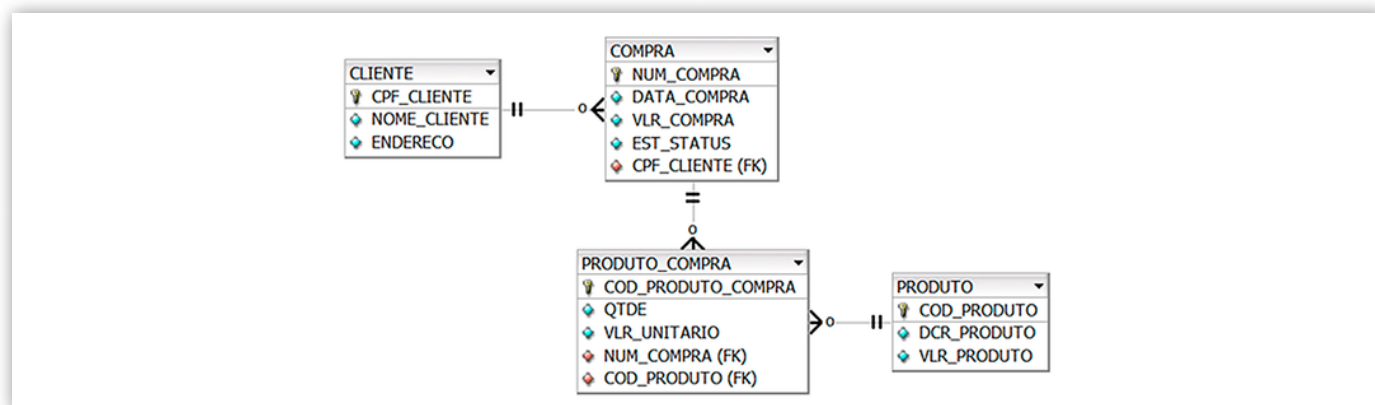 CLIENTE
CPF_CLIENTE
NOME_CLIENTE
ENDERECO
COMPRA
NUM_COMPRA
DATA_COMPRA
VLR_COMPRA
EST_STATUS
CPF_CLIENTE (FK)
PRODUTO_COMPRA
COD_PRODUTO_COMPRA
QTDE
VLR_UNITARIO
NUM_COMPRA (FK)
COD_PRODUTO (FK)
PRODUTO
COD_PRODUTO
DCR_PRODUTO
VLR_PRODUTO